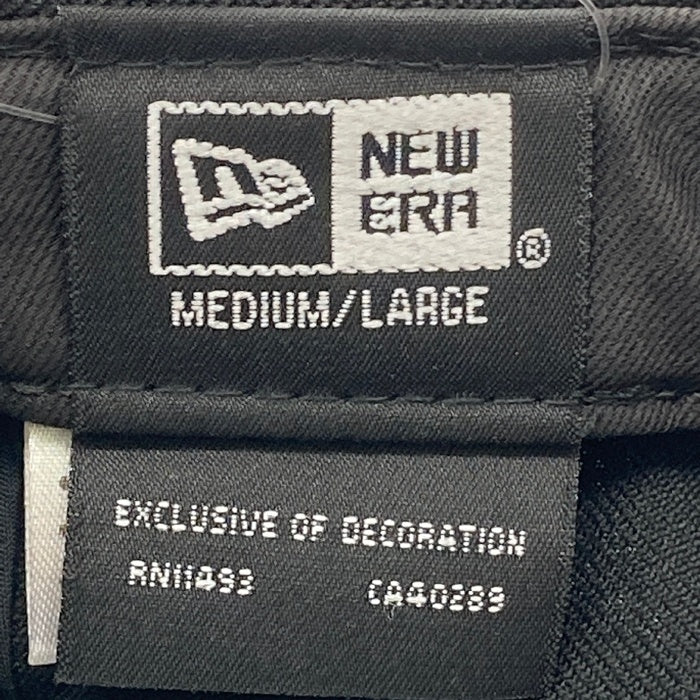 NEW
ERA
®
MEDIUM/LARGE
EXCLUSIVE OF DECORATION
RN11493 CA40289